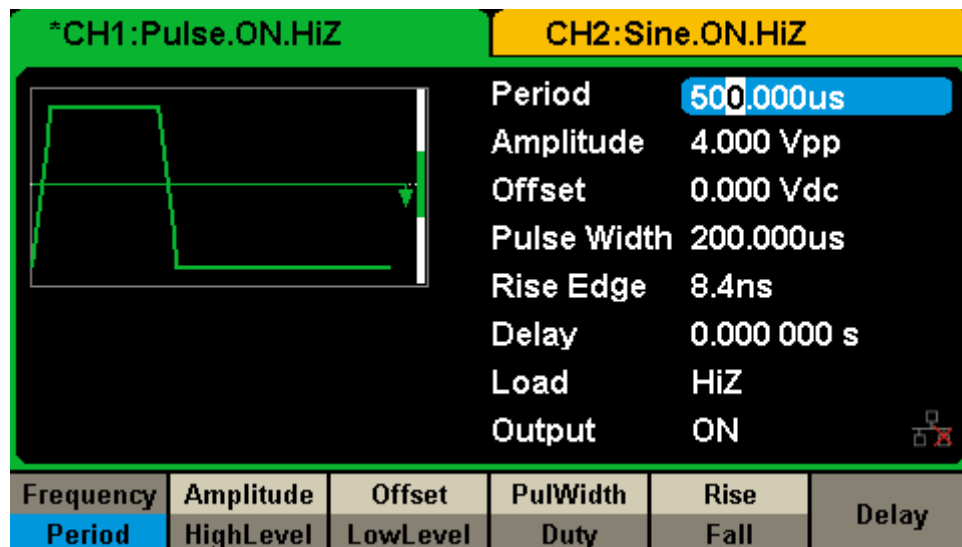 *CH1:Pulse.ON.HiZ CH2:Sine.ON.HiZ
Period 500.000us
Amplitude 4.000 Vpp
Offset 0.000 Vdc
Pulse Width 200.000us
Rise Edge 8.4ns
Delay 0.000 000 s
Load HiZ
Output ON
Frequency Amplitude Offset PulWidth Rise Delay
Period HighLevel LowLevel Duty Fall